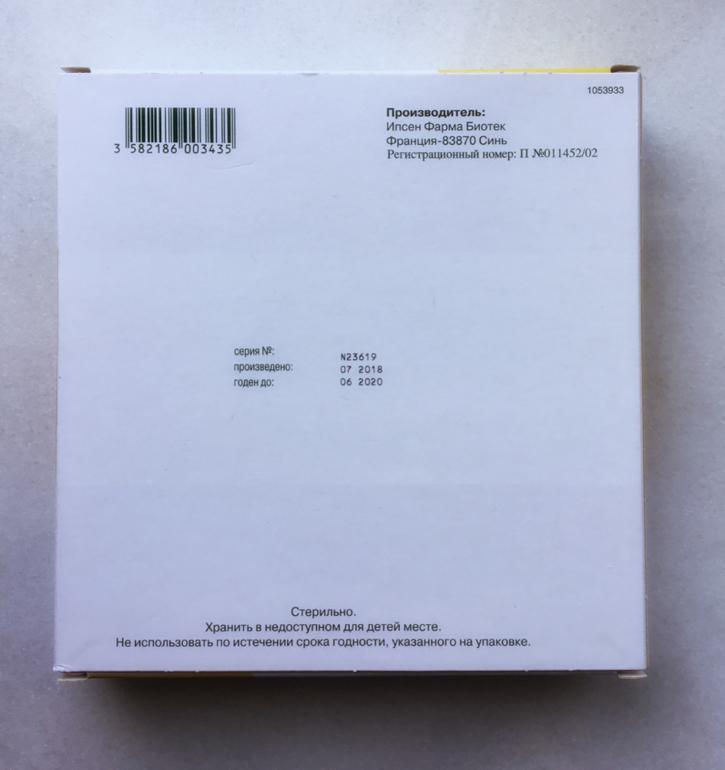 1053933
3 582186 003435
Производитель:
Ипсен Фарма Биотек
Франция-83870 Синь
Регистрационный номер: П №011452/02
серия №: N23619
произведено: 07 2018
годен до: 06 2020
Стерильно.
Хранить в недоступном для детей месте.
Не использовать по истечении срока годности, указанного на упаковке.